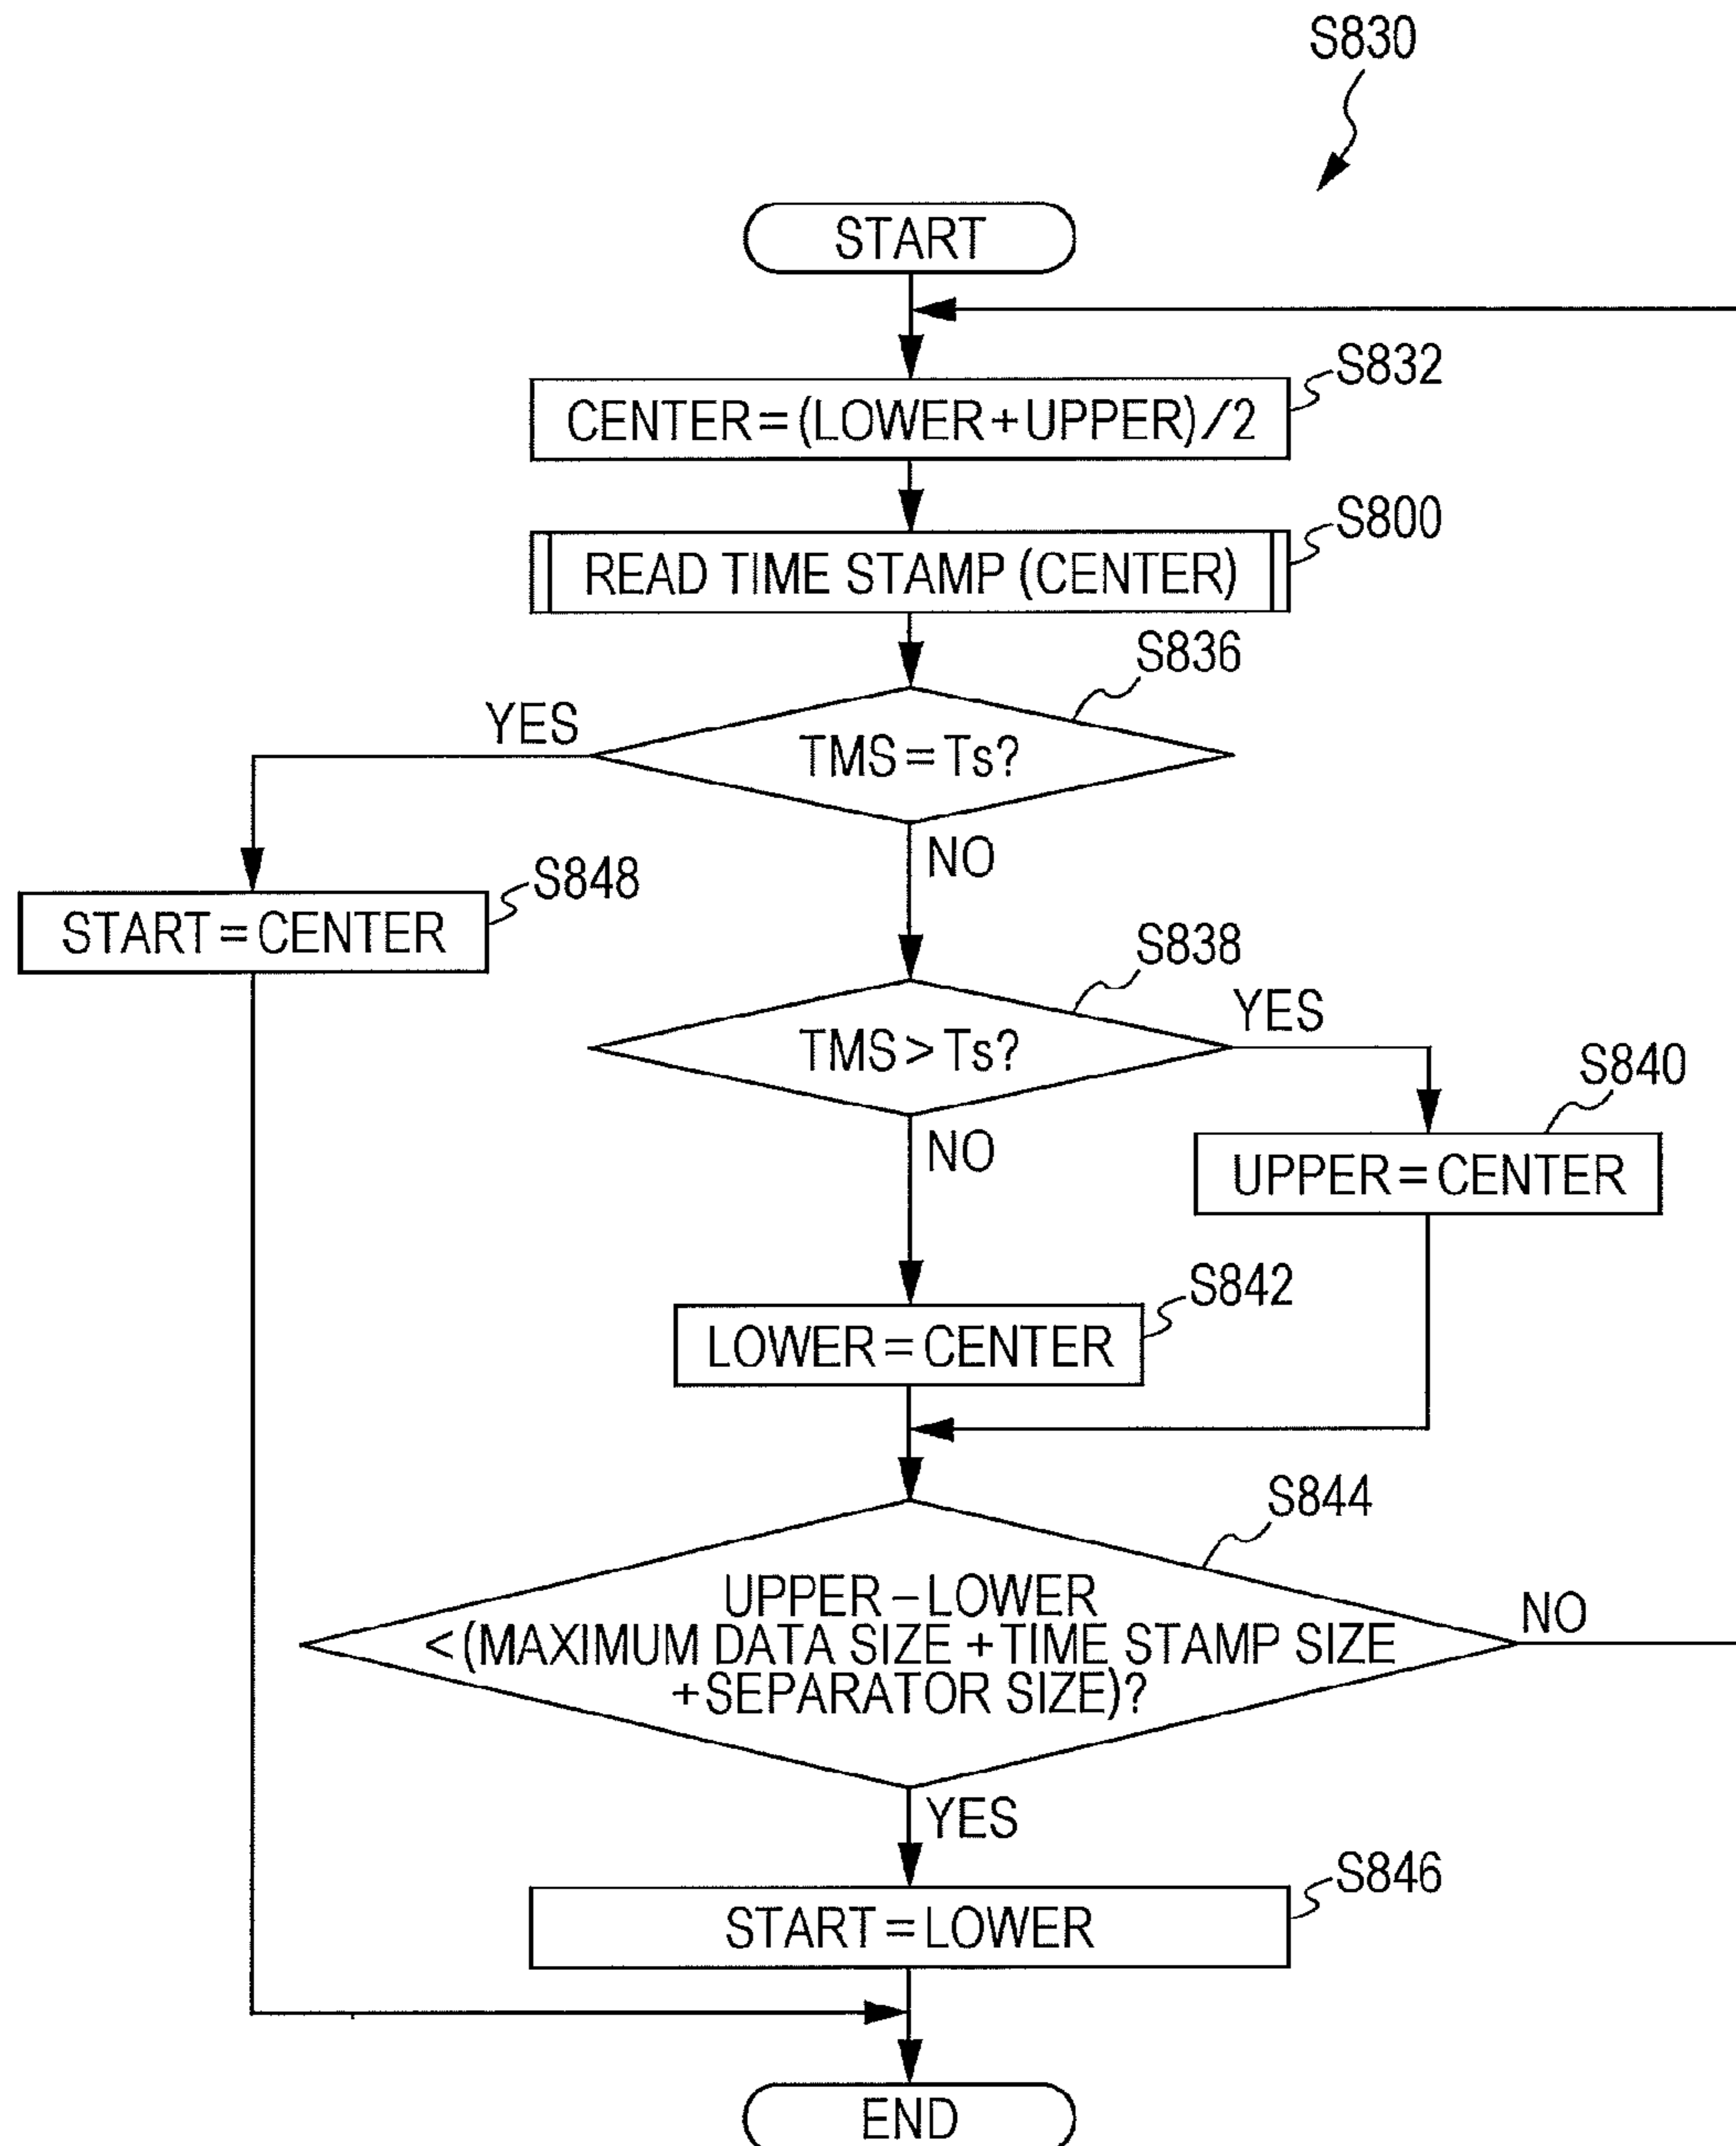 S830
START
S832
CENTER=(LOWER+UPPER)/2
S800
READ TIME STAMP (CENTER)
S836
YES
TMS=Ts?
NO
S848
START=CENTER
S838
YES
TMS>Ts?
NO
S840
UPPER=CENTER
S842
LOWER=CENTER
S844
UPPER–LOWER
<(MAXIMUM DATA SIZE+TIME STAMP SIZE
+SEPARATOR SIZE)?
NO
YES
S846
START=LOWER
END